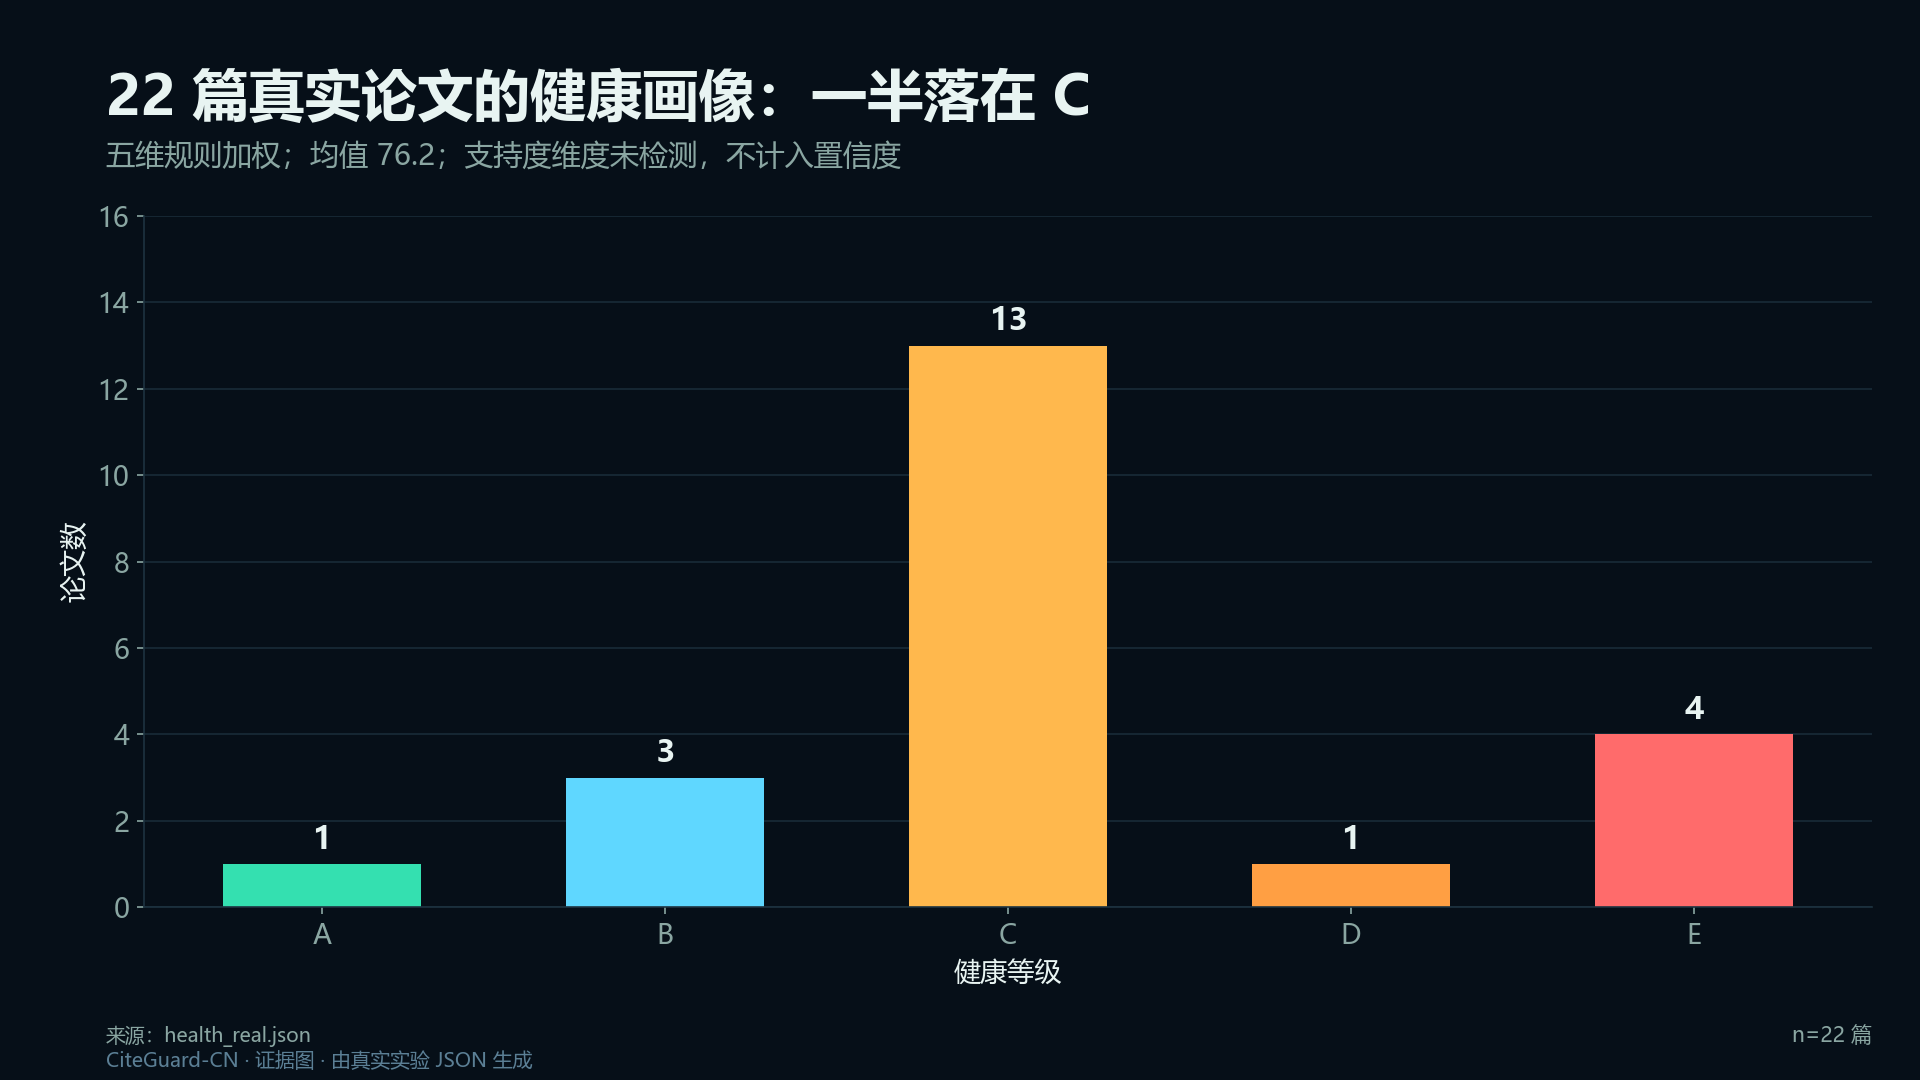 22 篇真实论文的健康画像：一半落在 C
五维规则加权；均值 76.2；支持度维度未检测，不计入置信度
16
14
12
10
8
6
4
2
0
论文数
1
3
13
1
4
A
B
C
D
E
健康等级
来源：health_real.json
n=22 篇
CiteGuard-CN · 证据图 · 由真实实验 JSON 生成